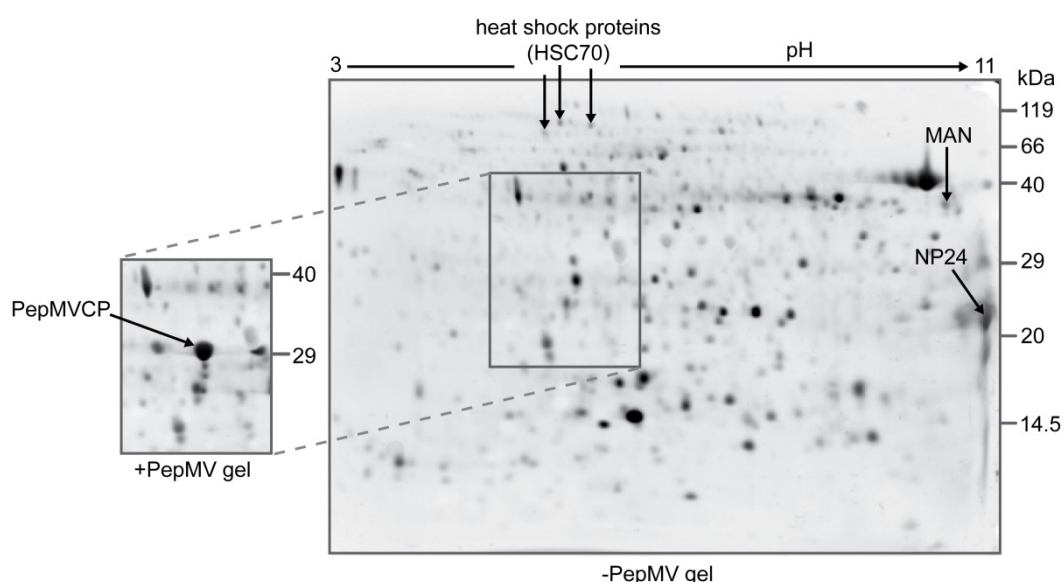 heat shock proteins
(HSC70)
3
pH
11
kDa
119
MAN
66
40
NP24
29
20
14.5
40
PepMVCP
29
+PepMV gel
-PepMV gel